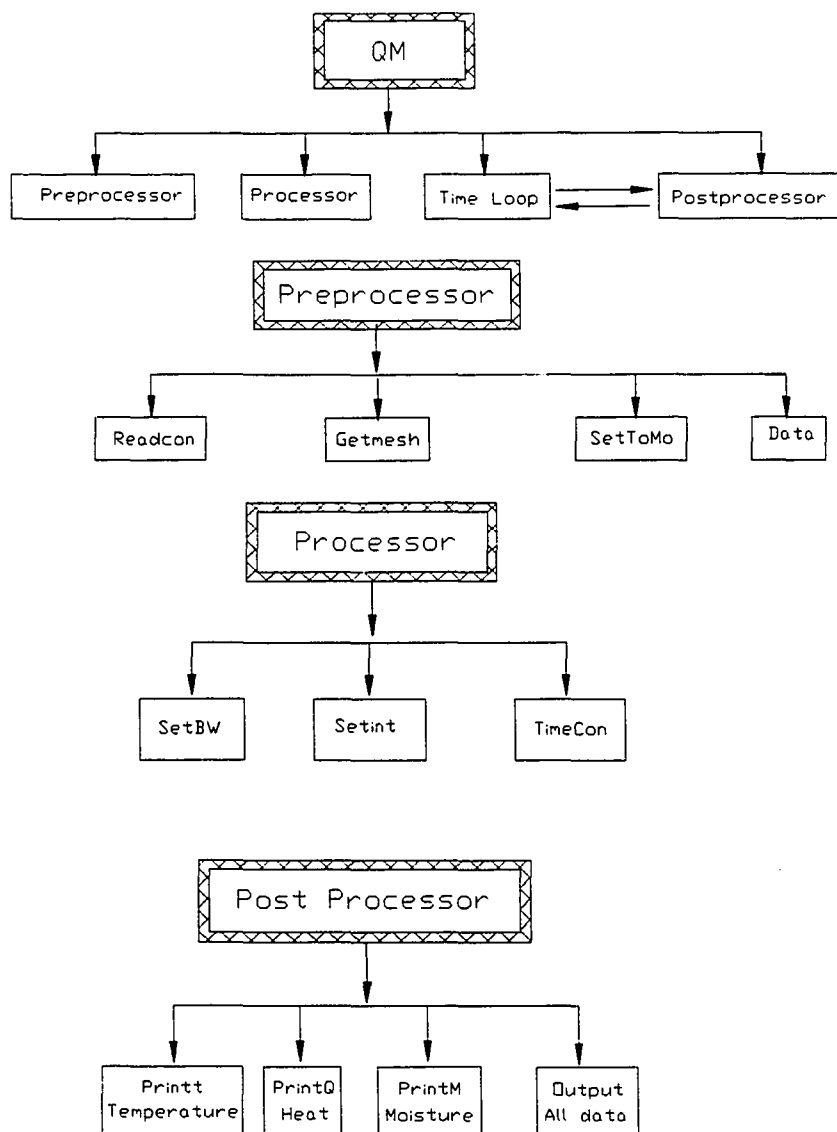 QM
Preprocessor
Processor
Time Loop
Postprocessor
Preprocessor
Readcon
Getmesh
SetToMo
Data
Processor
SetBW
Setint
TimeCon
Post Processor
Printt
Temperature
PrintQ
Heat
PrintM
Moisture
Output
All data